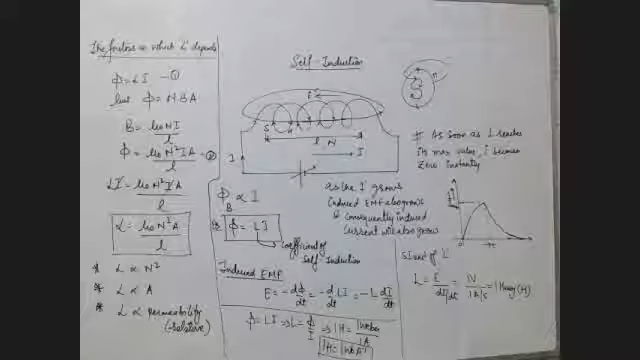 The factors on which L depends
Φ = LI —①
but Φ = NBA
B = μ₀NI/l
Φ = μ₀N²IA/l —②
LI = μ₀N²IA/l
L = μ₀N²A/l
* L ∝ N²
* L ∝ A
* L ∝ permeability
(relative)
Self-Induction
S
N
l
I
I
Φ ∝ I
B
Φ = LI
coefficient of
Self Induction
as the I grows
induced EMF also grows
& consequently induced
current will also grows
Induced EMF
E = -dΦ/dt = -d/dt LI = -L dI/dt
Φ = LI ⇒ L = Φ/I ⇒ 1H = 1Weber/1A
1H = 1WbA⁻¹
S
# As soon as I reaches
its max value, I becomes
zero instantly
SI unit of L
L = E/dI/dt = V/1A/s = 1Henry (H)